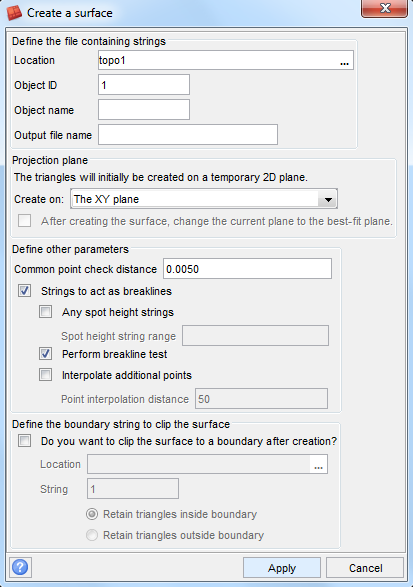 Create a surface
Define the file containing strings
Location topo1 ...
Object ID 1
Object name
Output file name
Projection plane
The triangles will initially be created on a temporary 2D plane.
Create on: The XY plane
After creating the surface, change the current plane to the best-fit plane.
Define other parameters
Common point check distance 0.0050
Strings to act as breaklines
Any spot height strings
Spot height string range
Perform breakline test
Interpolate additional points
Point interpolation distance 50
Define the boundary string to clip the surface
Do you want to clip the surface to a boundary after creation?
Location ...
String 1
Retain triangles inside boundary
Retain triangles outside boundary
? Apply Cancel